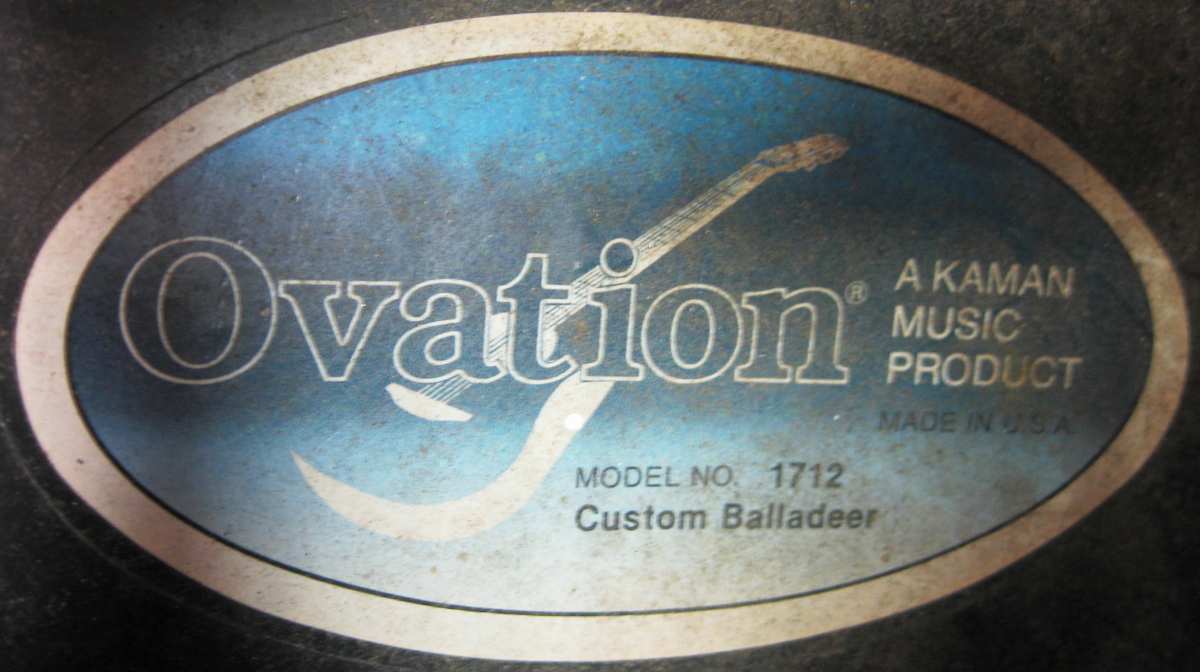 Ovation®
A KAMAN
MUSIC
PRODUCT
MADE IN U.S.A.
MODEL NO. 1712
Custom Balladeer